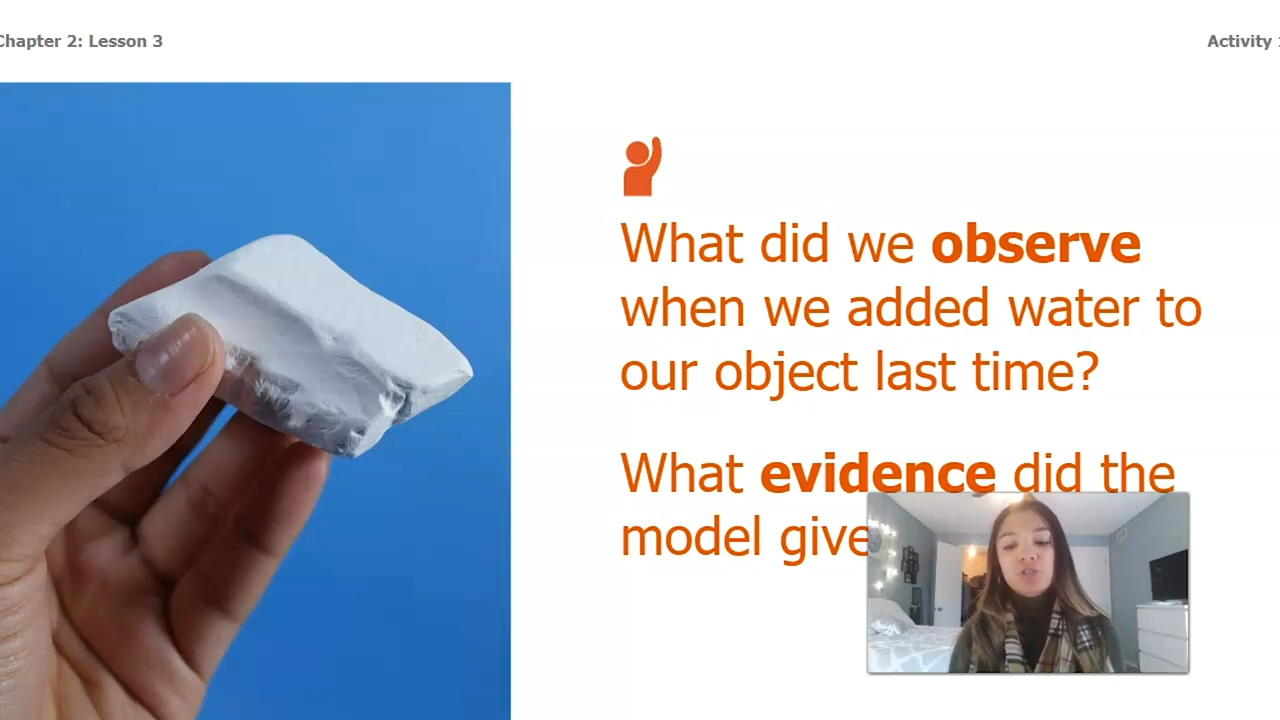 Chapter 2: Lesson 3
Activity
What did we observe
when we added water to
our object last time?
What evidence did the
model give